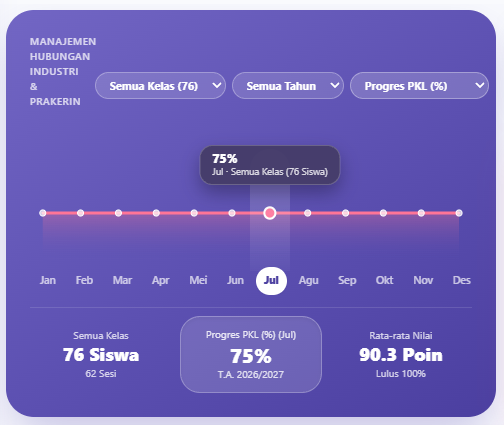 MANAJEMEN
HUBUNGAN
INDUSTRI
&
PRAKERIN
Semua Kelas (76)
Semua Tahun
Progres PKL (%)
75%
Jul · Semua Kelas (76 Siswa)
Jan Feb Mar Apr Mei Jun Jul Agu Sep Okt Nov Des
Semua Kelas
76 Siswa
62 Sesi
Progres PKL (%) (Jul)
75%
T.A. 2026/2027
Rata-rata Nilai
90.3 Poin
Lulus 100%